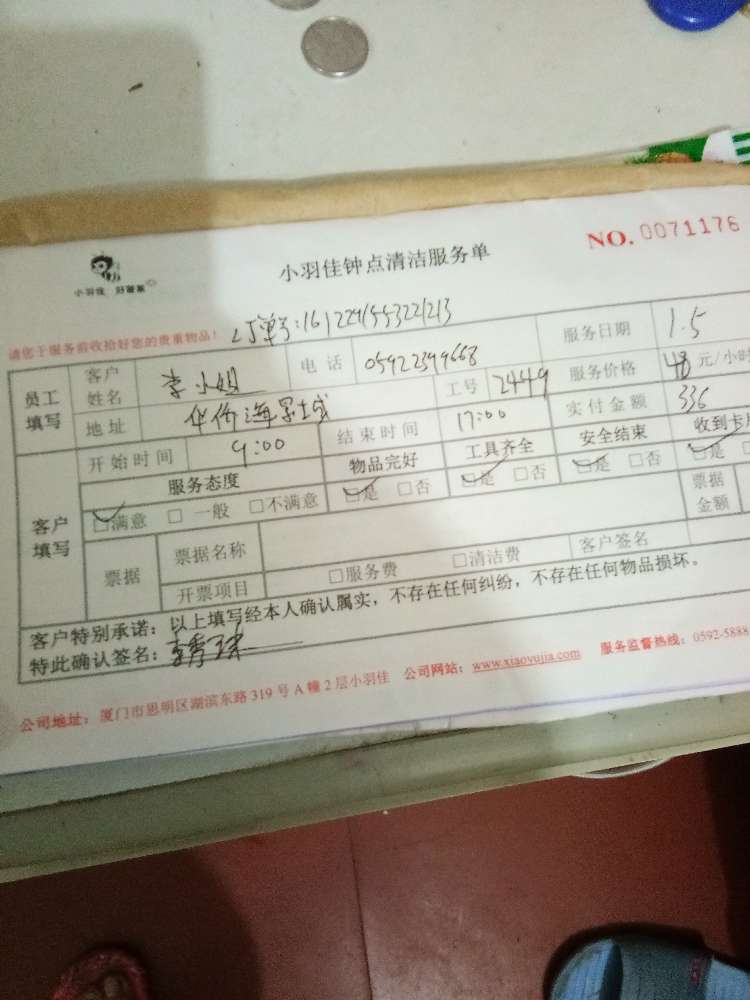 小羽佳钟点清洁服务单
NO. 0071176
小羽佳
请您于服务前收拾好您的贵重物品!
订单号:1612291553221213
员工填写 客户姓名 李小姐 电话 05922399668 服务日期 1.5
地址 华侨海景城 工号 2449 服务价格 48 元/小时
客户填写 开始时间 9:00 结束时间 17:00 实付金额 336
服务态度 物品完好 工具齐全 安全结束 收到卡
□满意 □一般 □不满意 □是 □否 □是 □否 □是 □否 □是
票据 票据名称 票据金额
开票项目 □服务费 □清洁费 客户签名
客户特别承诺:以上填写经本人确认属实,不存在任何纠纷,不存在任何物品损坏。
特此确认签名:李秀
公司地址:厦门市思明区湖滨东路 319 号 A 幢 2 层小羽佳 公司网站:www.xiaoyujia.com 服务监督热线:0592-5888